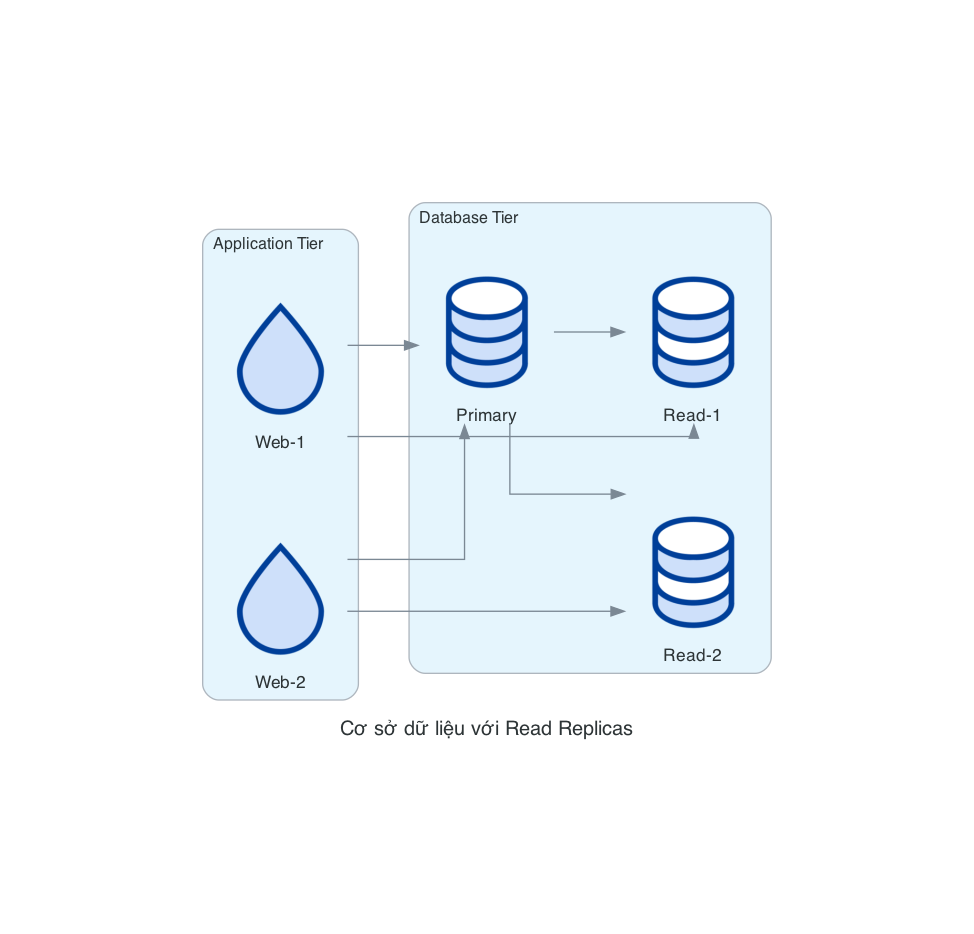 Application Tier
Web-1
Web-2
Database Tier
Primary
Read-1
Read-2
Cơ sở dữ liệu với Read Replicas